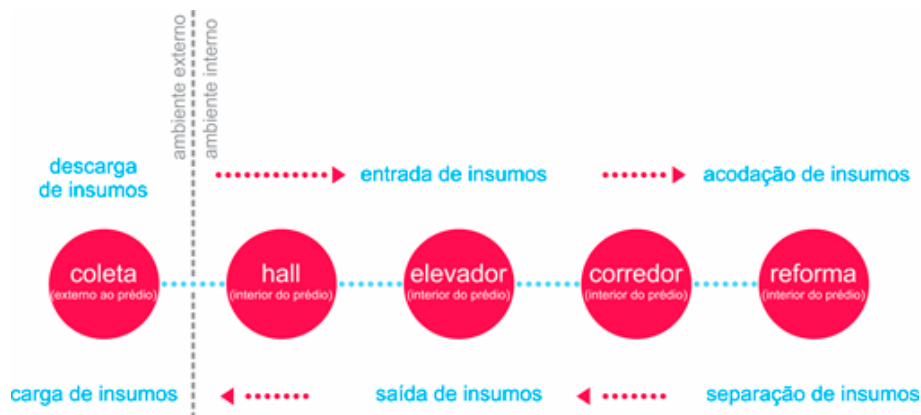 ambiente externo
ambiente interno
descarga
de insumos
entrada de insumos
acodação de insumos
coleta
(externo ao prédio)
hall
(interior do prédio)
elevador
(interior do prédio)
corredor
(interior do prédio)
reforma
(interior do prédio)
carga de insumos
saída de insumos
separação de insumos